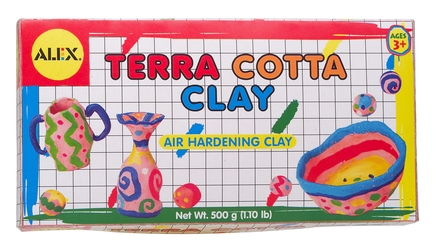 ALEX.
AGES
3+
TERRA COTTA
CLAY
AIR HARDENING CLAY
Net Wt. 500 g (1.10 lb)